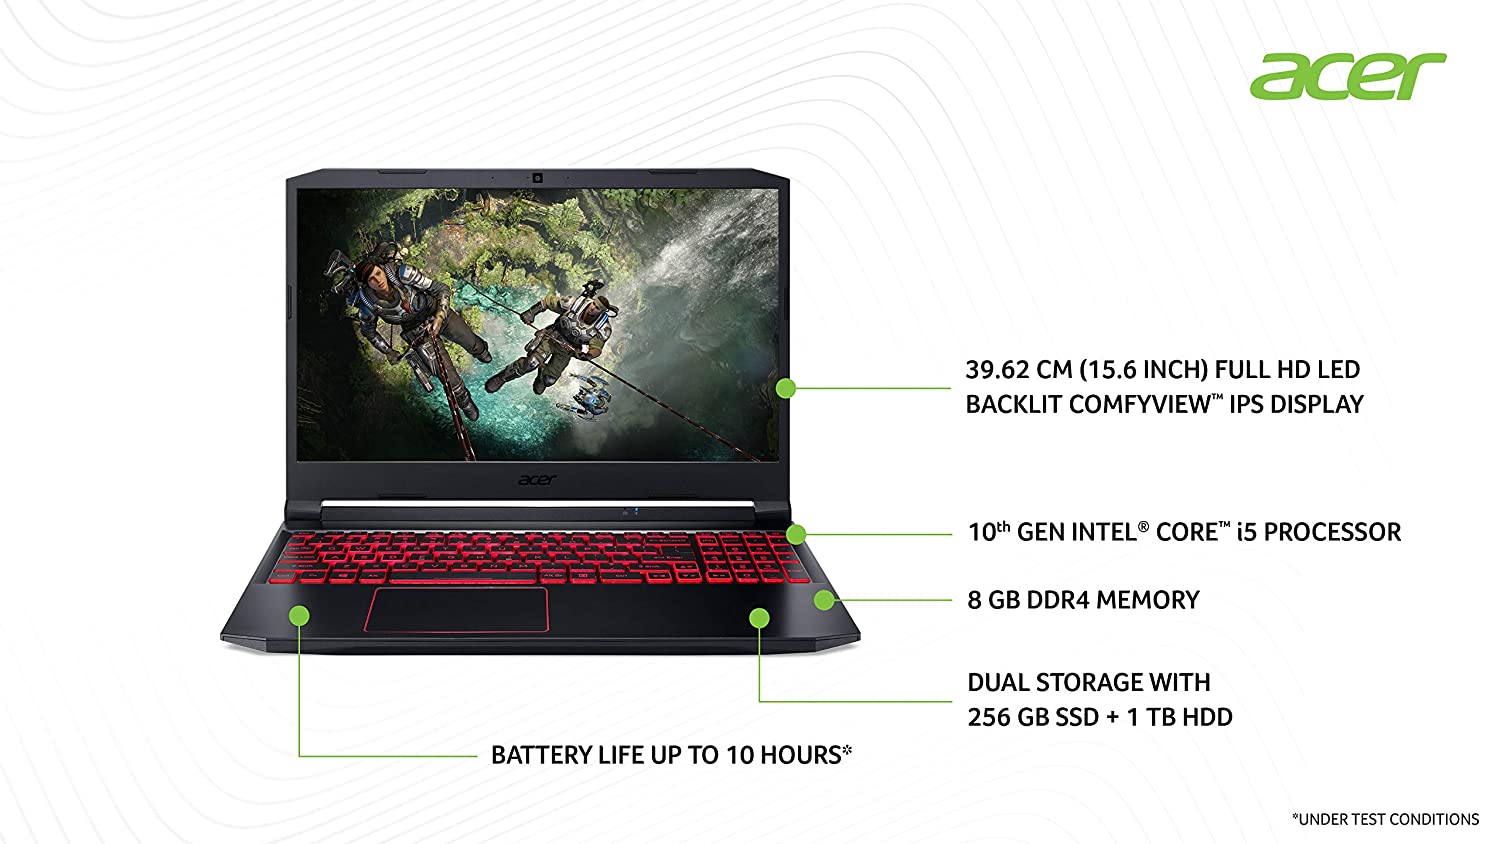 acer
acer
39.62 CM (15.6 INCH) FULL HD LED
BACKLIT COMFYVIEW™ IPS DISPLAY
10th GEN INTEL® CORE™ i5 PROCESSOR
8 GB DDR4 MEMORY
DUAL STORAGE WITH
256 GB SSD + 1 TB HDD
BATTERY LIFE UP TO 10 HOURS*
*UNDER TEST CONDITIONS